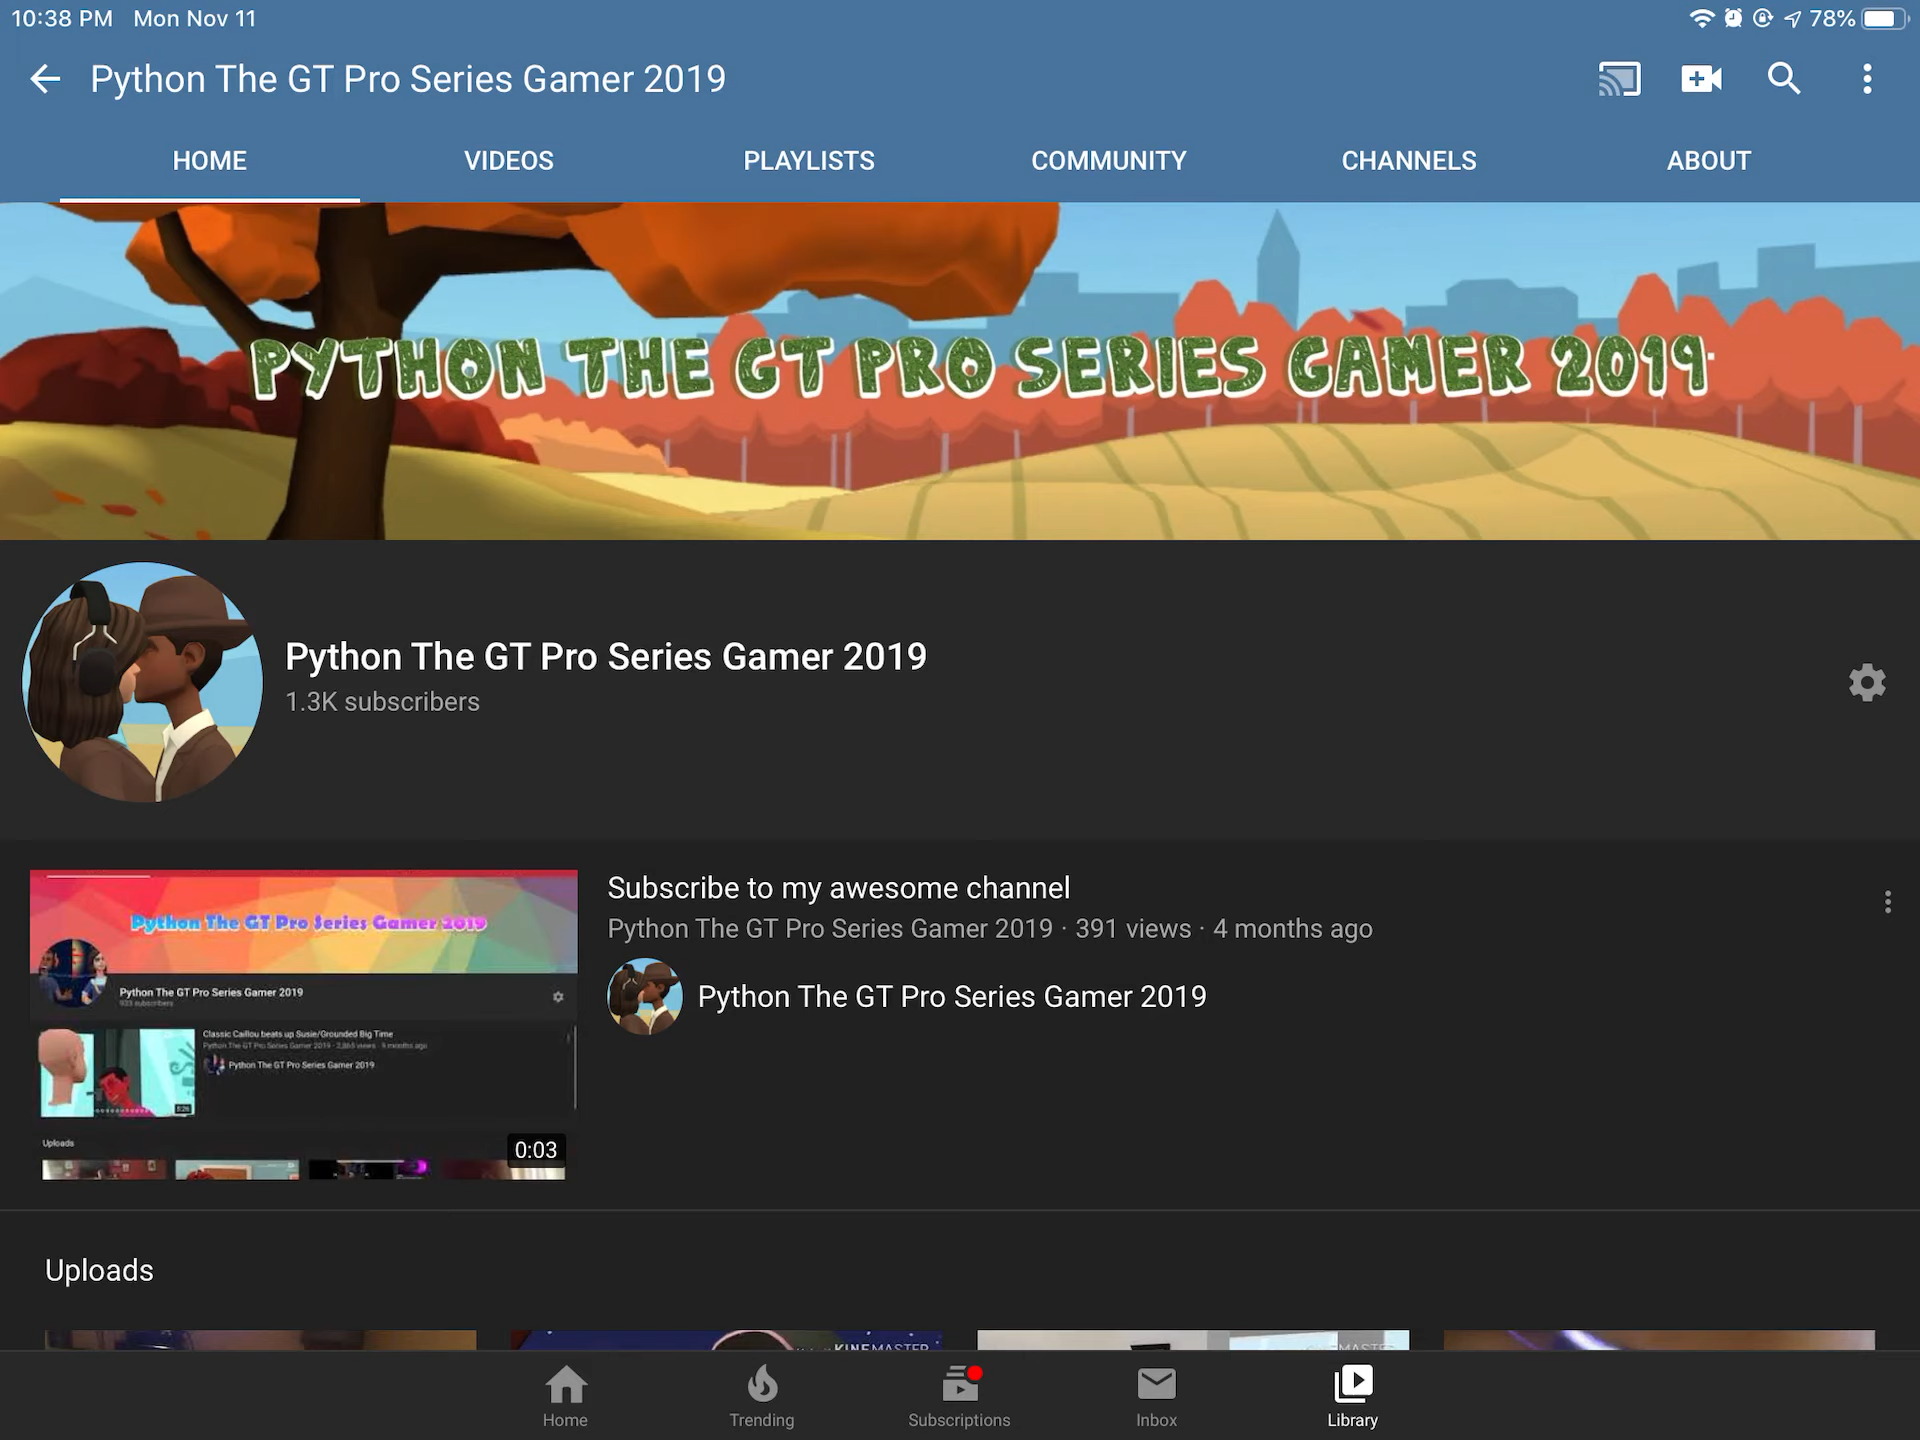 10:38 PM Mon Nov 11
78%
Python The GT Pro Series Gamer 2019
HOME VIDEOS PLAYLISTS COMMUNITY CHANNELS ABOUT
PYTHON THE GT PRO SERIES GAMER 2019
Python The GT Pro Series Gamer 2019
1.3K subscribers
Python The GT Pro Series Gamer 2019
Python The GT Pro Series Gamer 2019
933 subscribers
Classic Caillou beats up Susie/Grounded Big Time
Python The GT Pro Series Gamer 2019
Uploads
0:03
Subscribe to my awesome channel
Python The GT Pro Series Gamer 2019 · 391 views · 4 months ago
Python The GT Pro Series Gamer 2019
Uploads
KINEMASTER
Home Trending Subscriptions Inbox Library